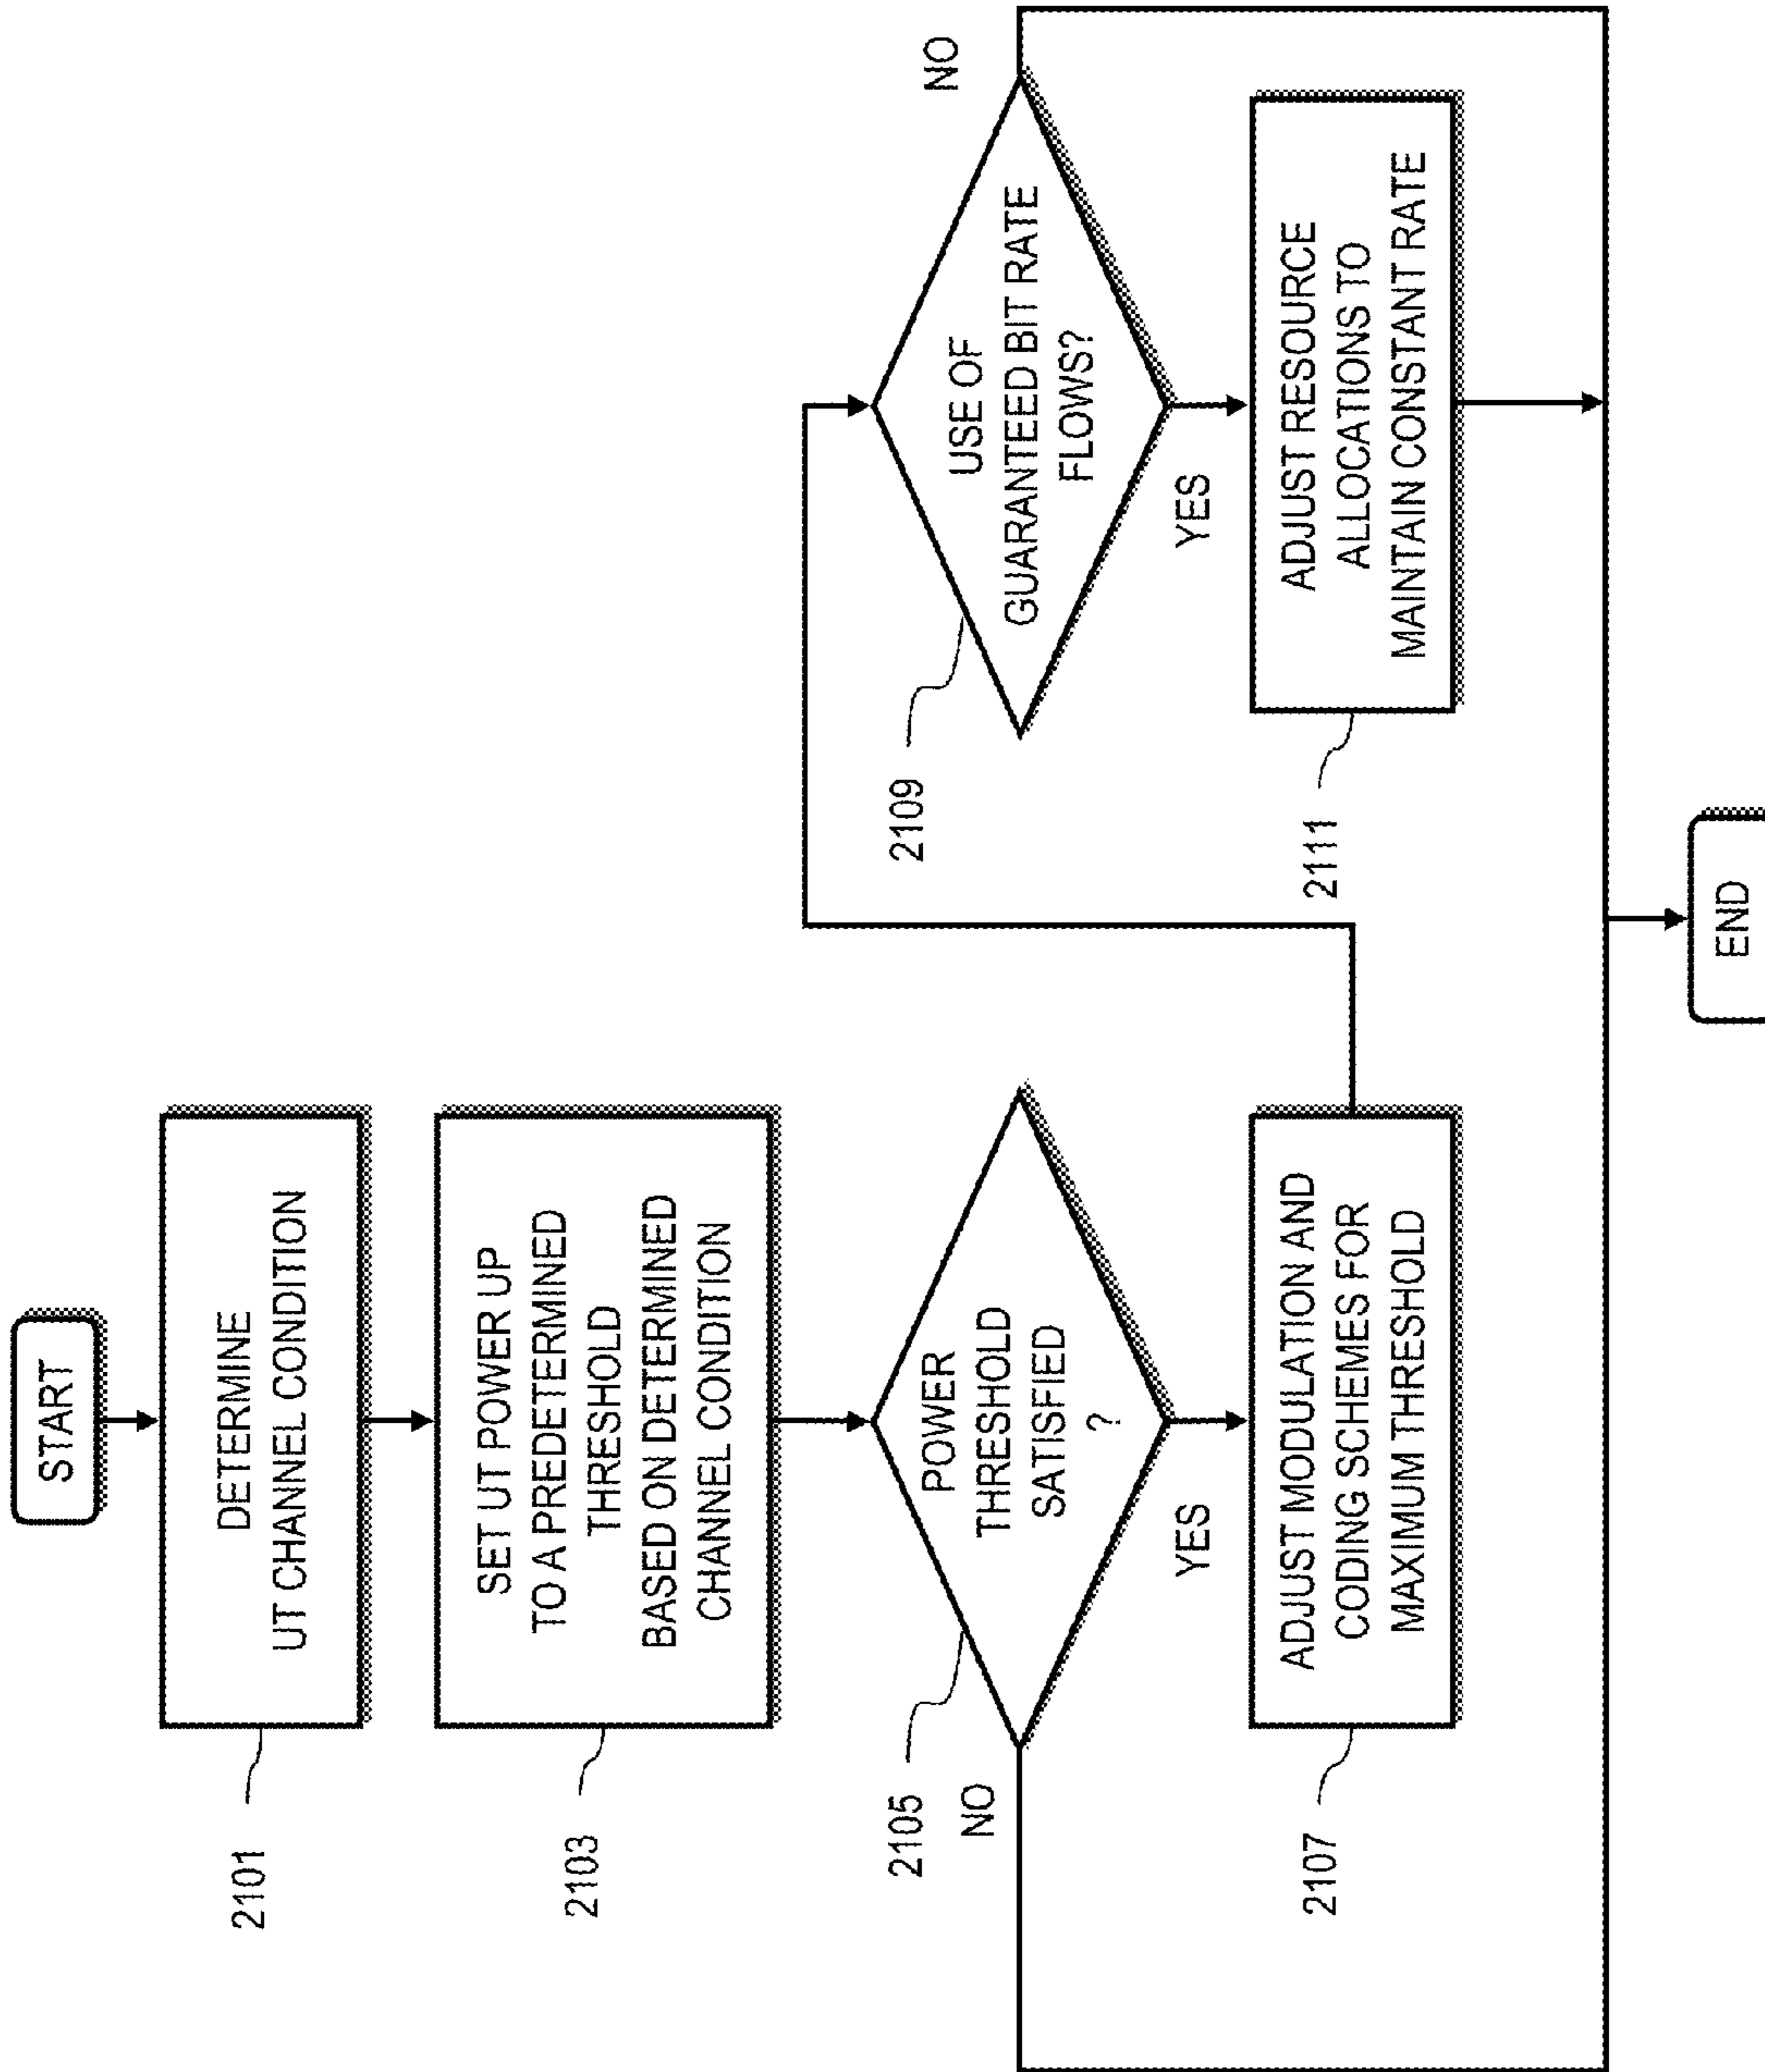 START
DETERMINE
UT CHANNEL CONDITION
2101
SET UT POWER UP
TO A PREDETERMINED
THRESHOLD
BASED ON DETERMINED
CHANNEL CONDITION
2103
POWER
THRESHOLD
SATISFIED
?
2105
NO
YES
ADJUST MODULATION AND
CODING SCHEMES FOR
MAXIMUM THRESHOLD
2107
USE OF
GUARANTEED BIT RATE
FLOWS?
2109
NO
YES
ADJUST RESOURCE
ALLOCATIONS TO
MAINTAIN CONSTANT RATE
2111
END